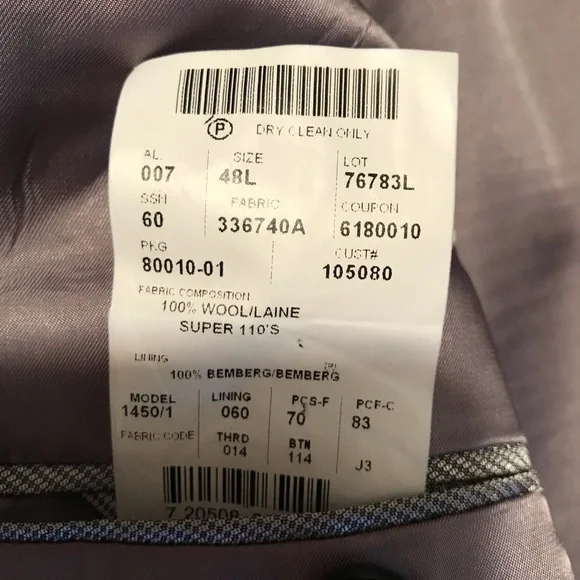 P DRY CLEAN ONLY
AL. SIZE LOT
007 48L 76783L
SSN FABRIC COUPON
60 336740A 6180010
PKG CUST#
80010-01 105080
FABRIC COMPOSITION
100% WOOL/LAINE
SUPER 110'S
LINING
100% BEMBERG/BEMBERG (R)
MODEL LINING PCS-F PCF-C
1450/1 060 70 83
FABRIC CODE THRD BTN
014 114 J3
7 20508